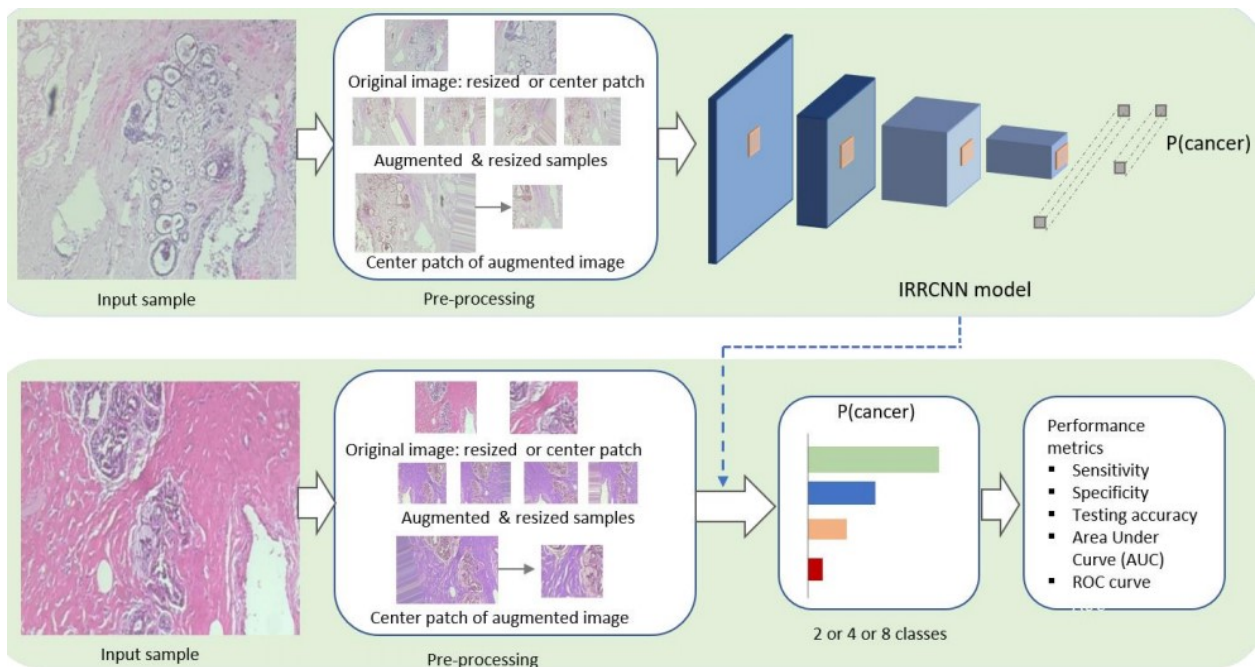 Original image: resized or center patch
Augmented & resized samples
Center patch of augmented image
Input sample
Pre-processing
P(cancer)
IRRCNN model
Original image: resized or center patch
Augmented & resized samples
Center patch of augmented image
Input sample
Pre-processing
P(cancer)
2 or 4 or 8 classes
Performance
metrics
▪ Sensitivity
▪ Specificity
▪ Testing accuracy
▪ Area Under
Curve (AUC)
▪ ROC curve